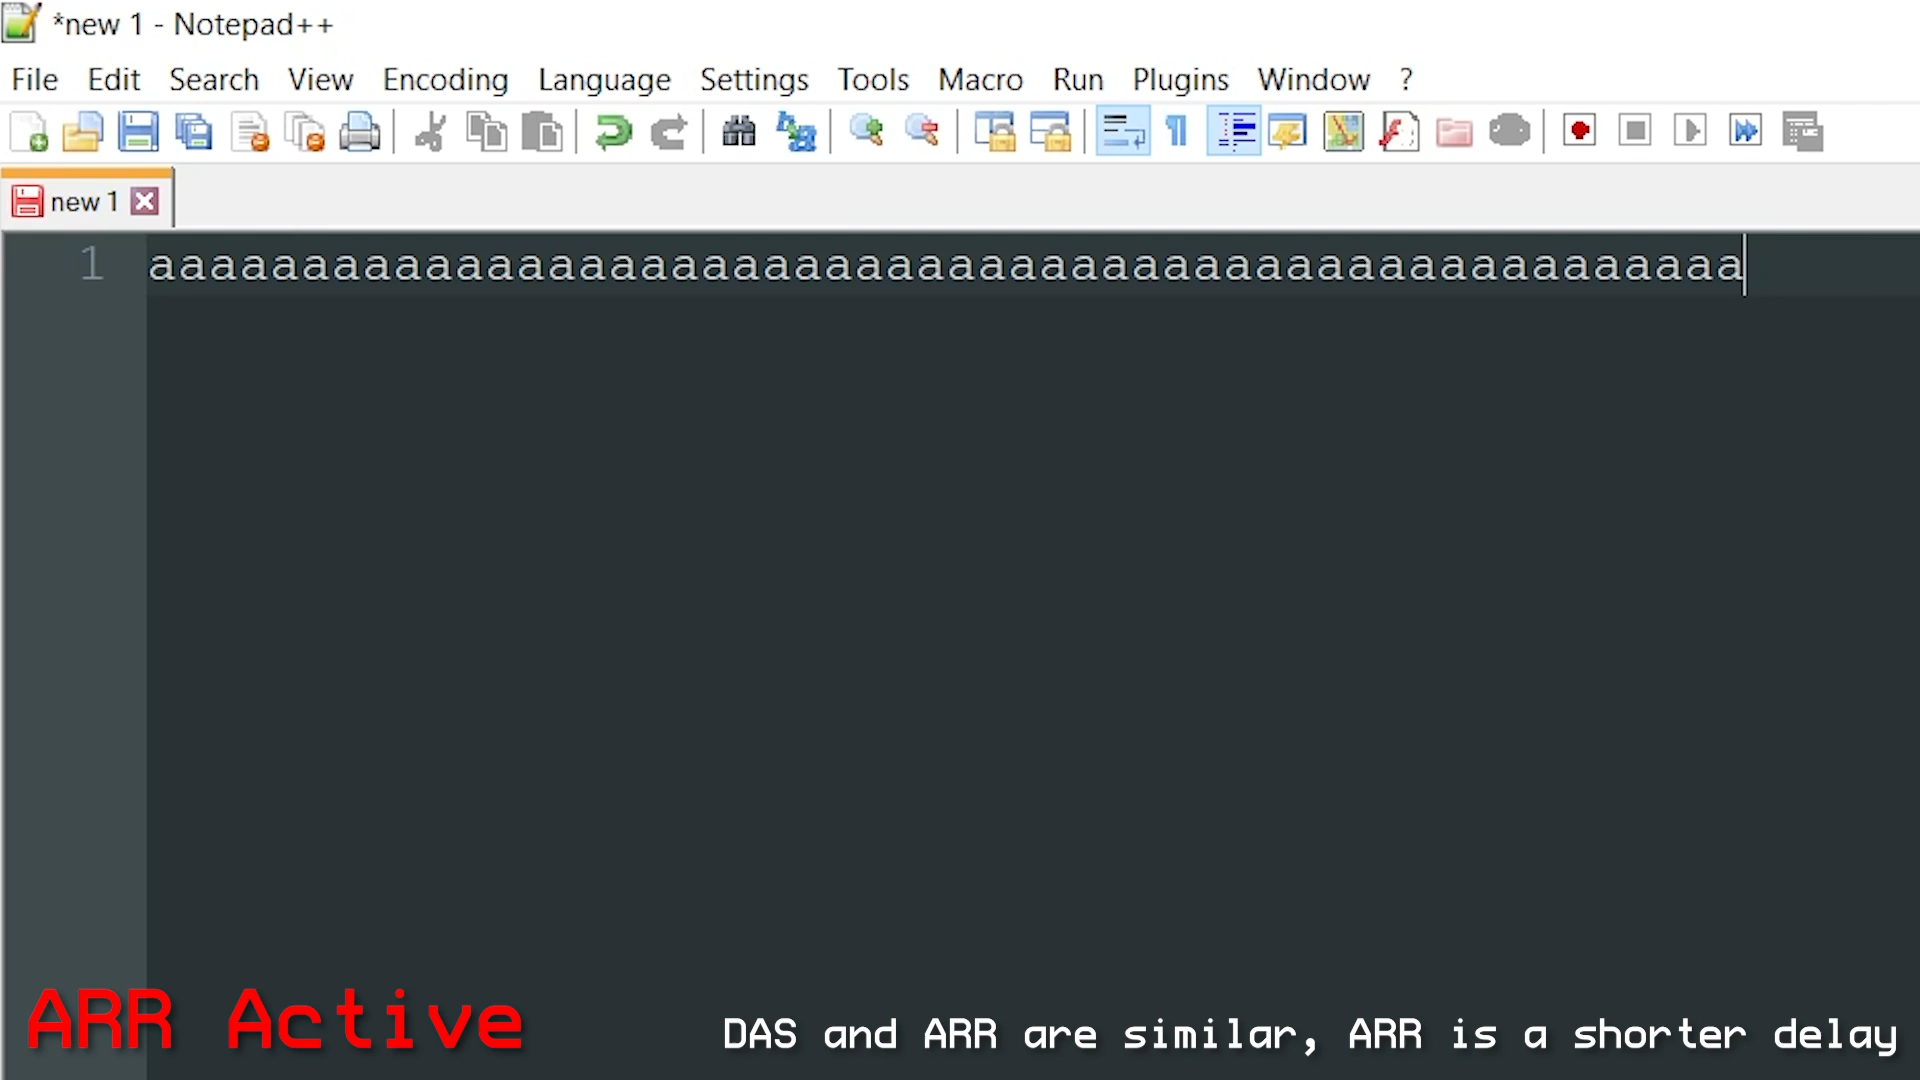 *new 1 - Notepad++
File Edit Search View Encoding Language Settings Tools Macro Run Plugins Window ?
new 1
1 aaaaaaaaaaaaaaaaaaaaaaaaaaaaaaaaaaaaaaaaaaaaaaaaaaaa
ARR Active
DAS and ARR are similar, ARR is a shorter delay